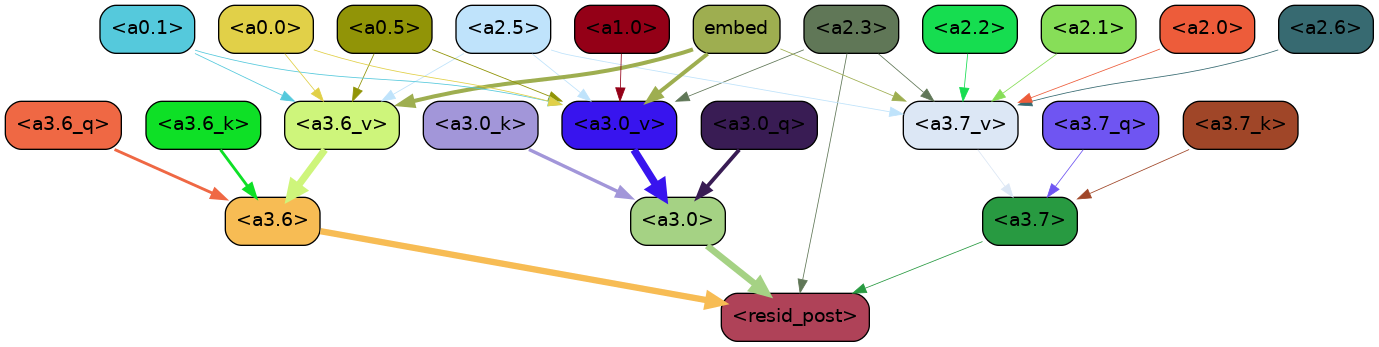 <a0.1> <a0.0> <a0.5> <a2.5> <a1.0> embed <a2.3> <a2.2> <a2.1> <a2.0> <a2.6>
<a3.6_q> <a3.6_k> <a3.6_v> <a3.0_k> <a3.0_v> <a3.0_q> <a3.7_v> <a3.7_q> <a3.7_k>
<a3.6> <a3.0> <a3.7>
<resid_post>